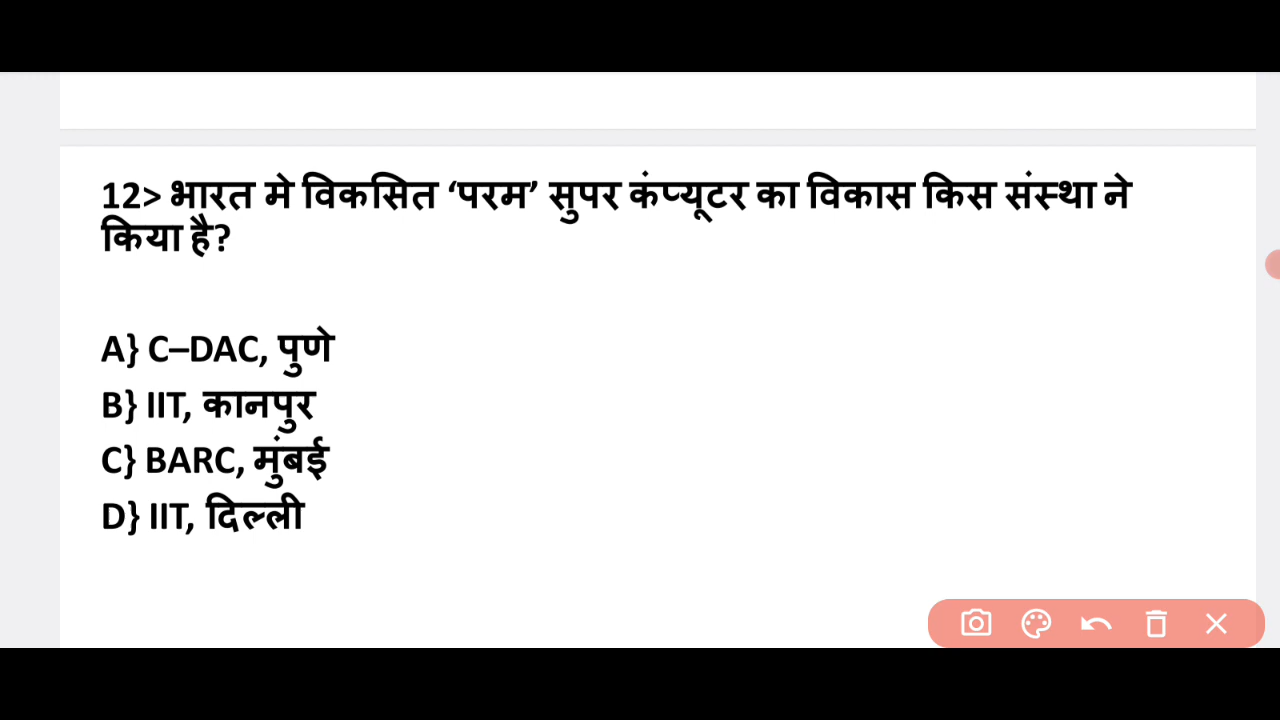 12> भारत मे विकसित ‘परम’ सुपर कंप्यूटर का विकास किस संस्था ने
किया है?
A} C–DAC, पुणे
B} IIT, कानपुर
C} BARC, मुंबई
D} IIT, दिल्ली